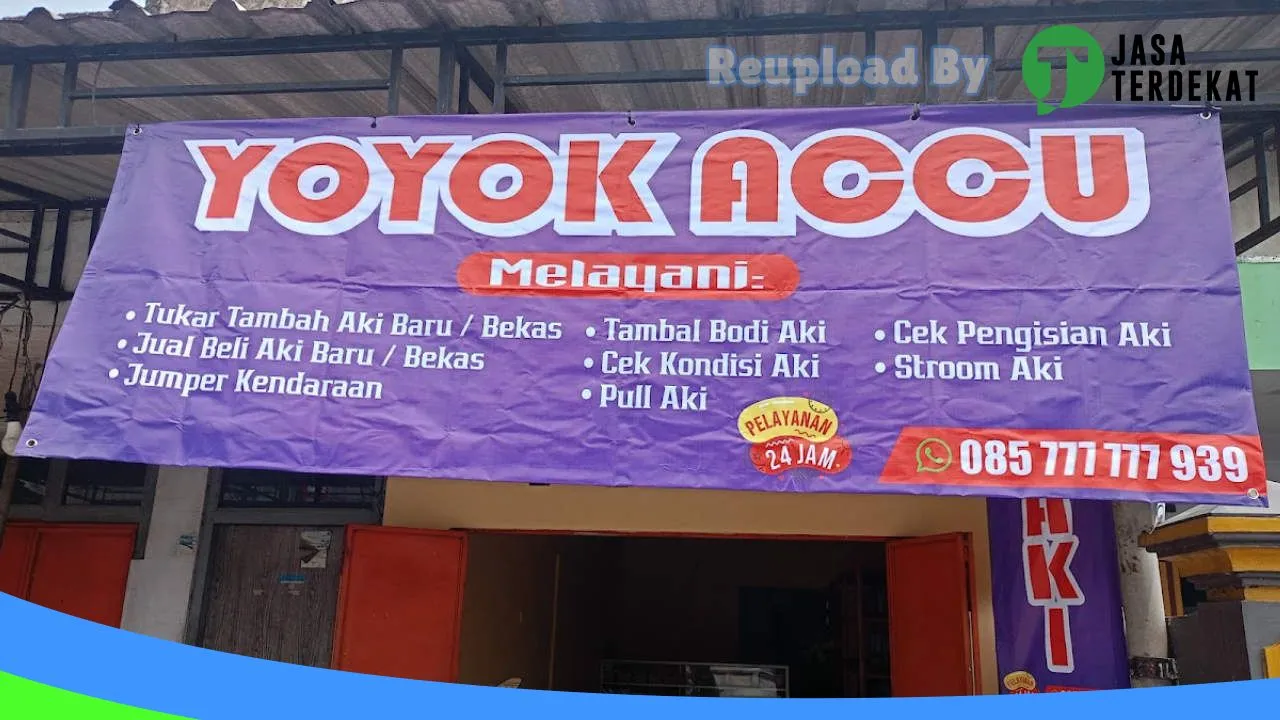 Reupload By
JASA
TERDEKAT
YOYOK ACCU
Melayani:
• Tukar Tambah Aki Baru / Bekas
• Jual Beli Aki Baru / Bekas
• Jumper Kendaraan
• Tambal Bodi Aki
• Cek Kondisi Aki
• Pull Aki
• Cek Pengisian Aki
• Stroom Aki
PELAYANAN
24 JAM
085 777 777 939
AKI
PELAYANAN